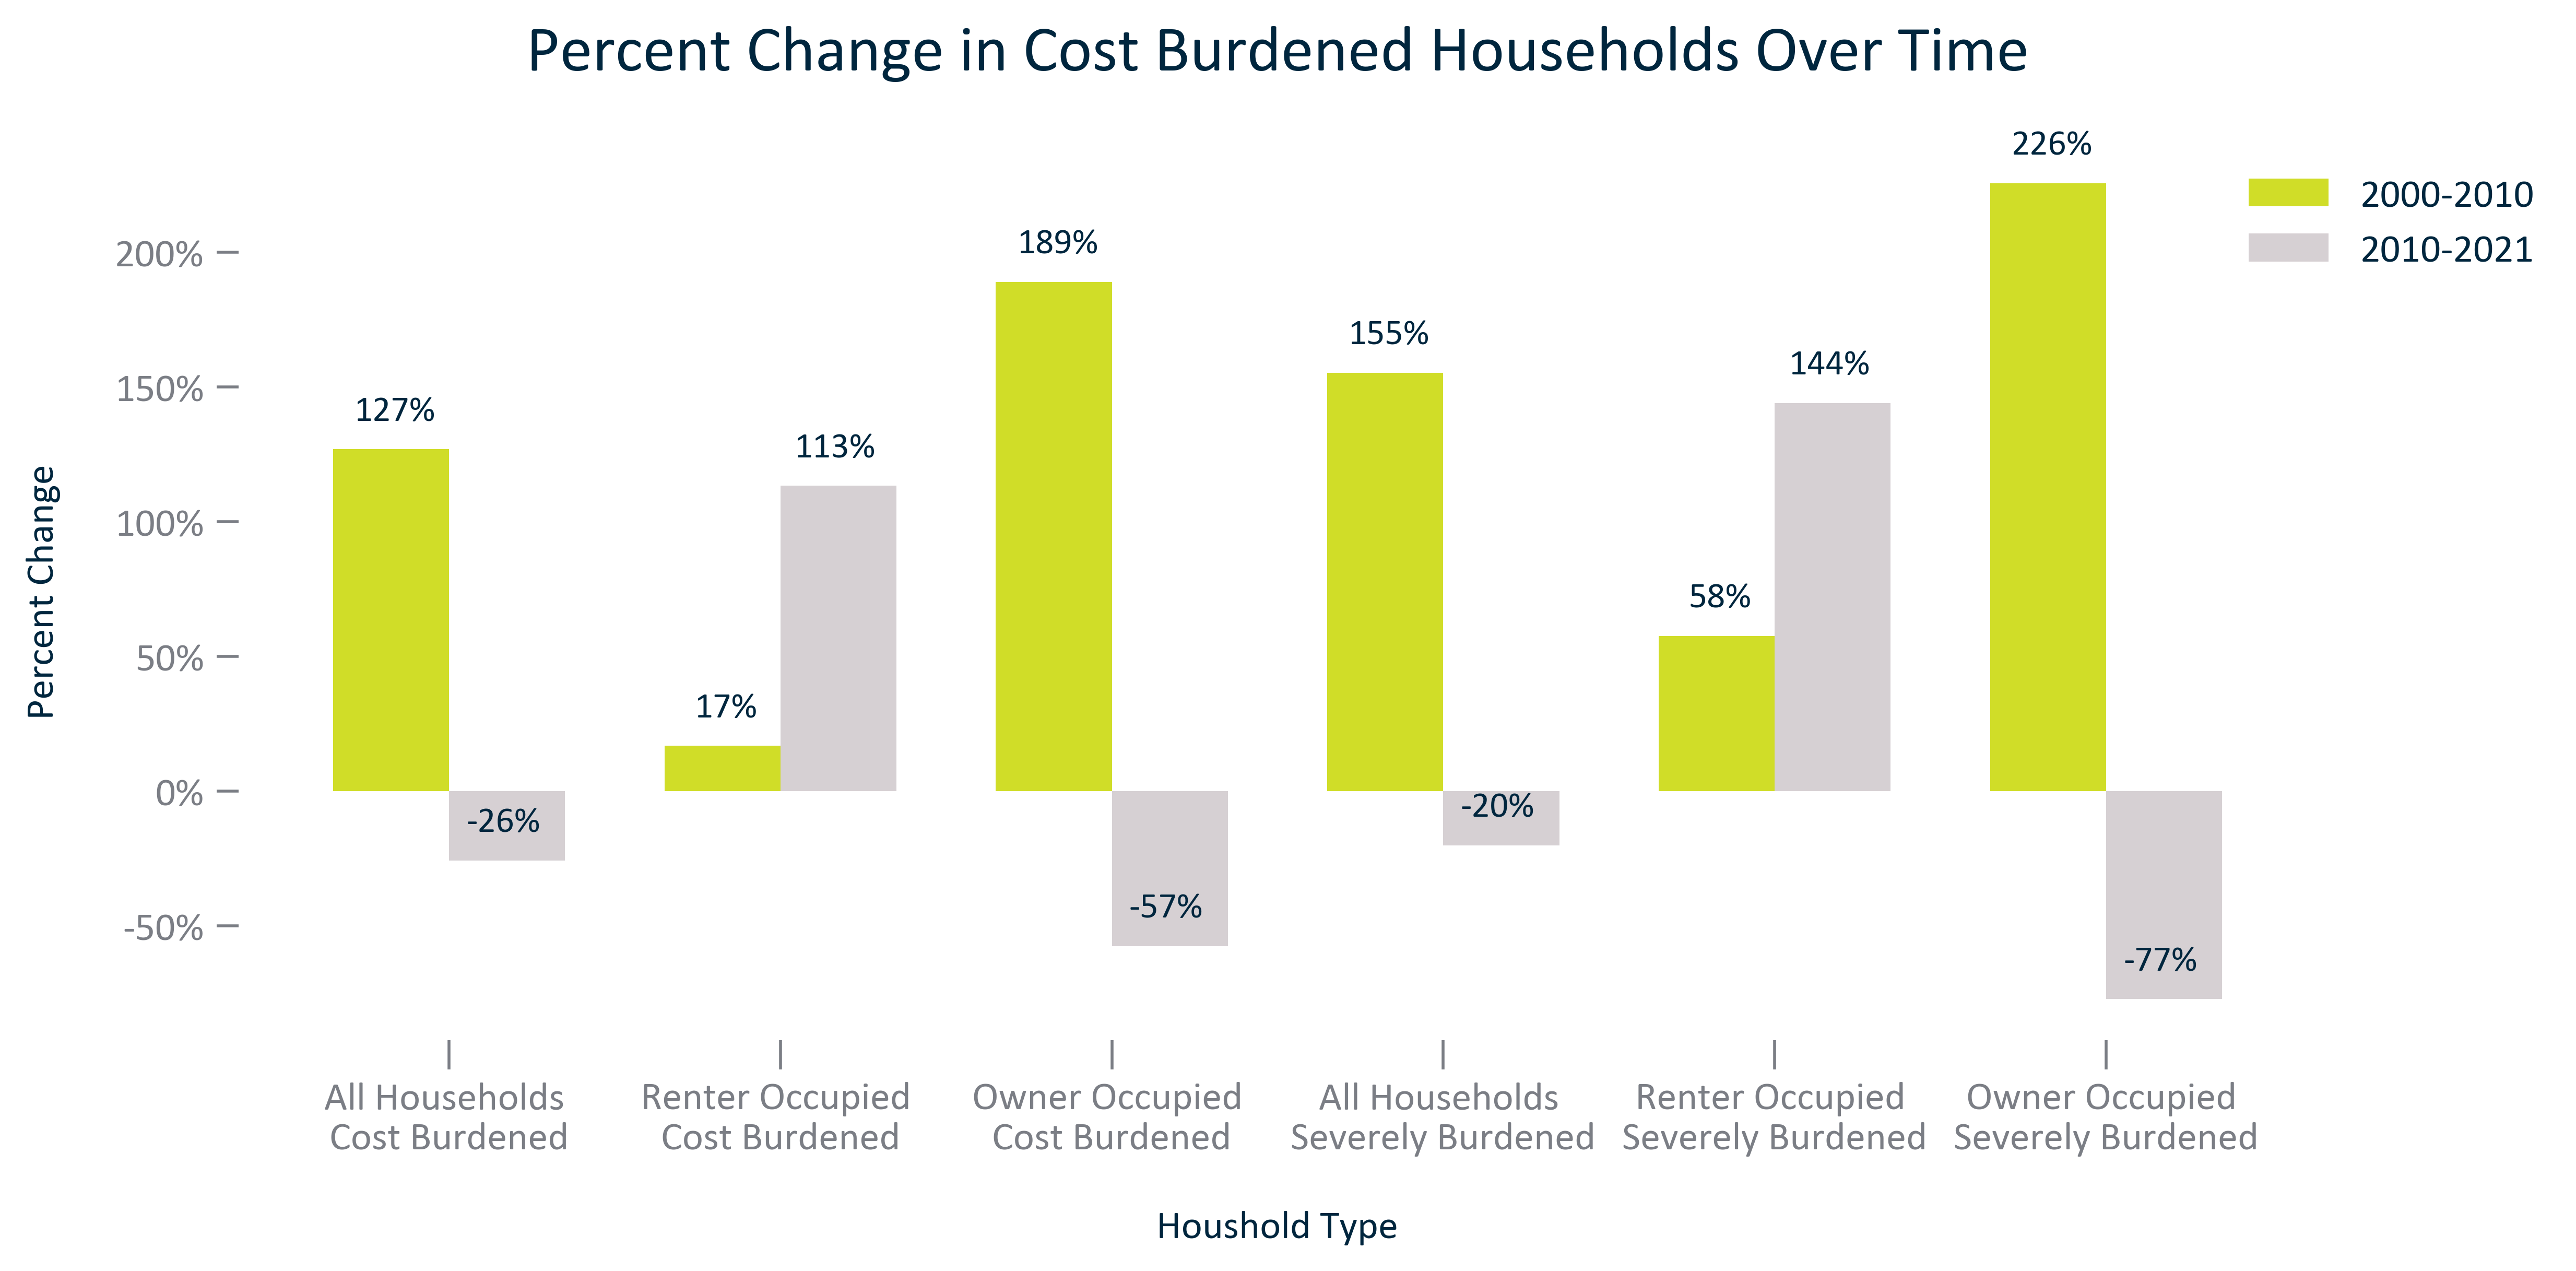 Percent Change in Cost Burdened Households Over Time
226%
2000-2010
189%
2010-2021
200%
155%
144%
150%
127%
113%
100%
Percent Change
58%
50%
17%
0%
-26%
-20%
-57%
-50%
-77%
All Households
Cost Burdened
Renter Occupied
Cost Burdened
Owner Occupied
Cost Burdened
All Households
Severely Burdened
Renter Occupied
Severely Burdened
Owner Occupied
Severely Burdened
Houshold Type